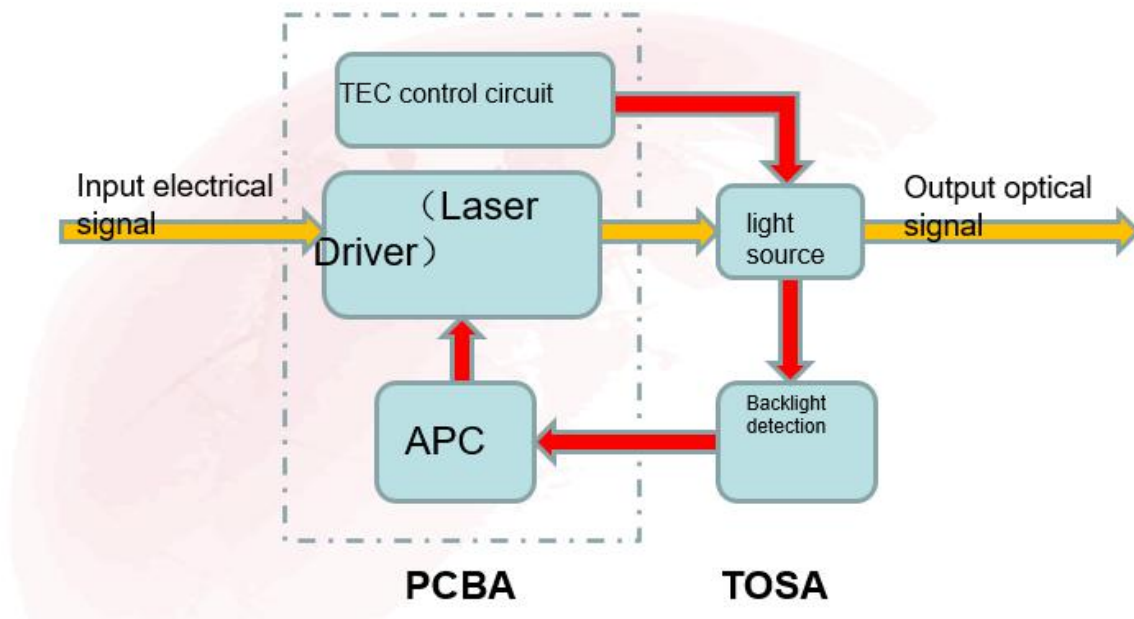 TEC control circuit
Input electrical
signal
（Laser
Driver）
light
source
Output optical
signal
APC
Backlight
detection
PCBA
TOSA